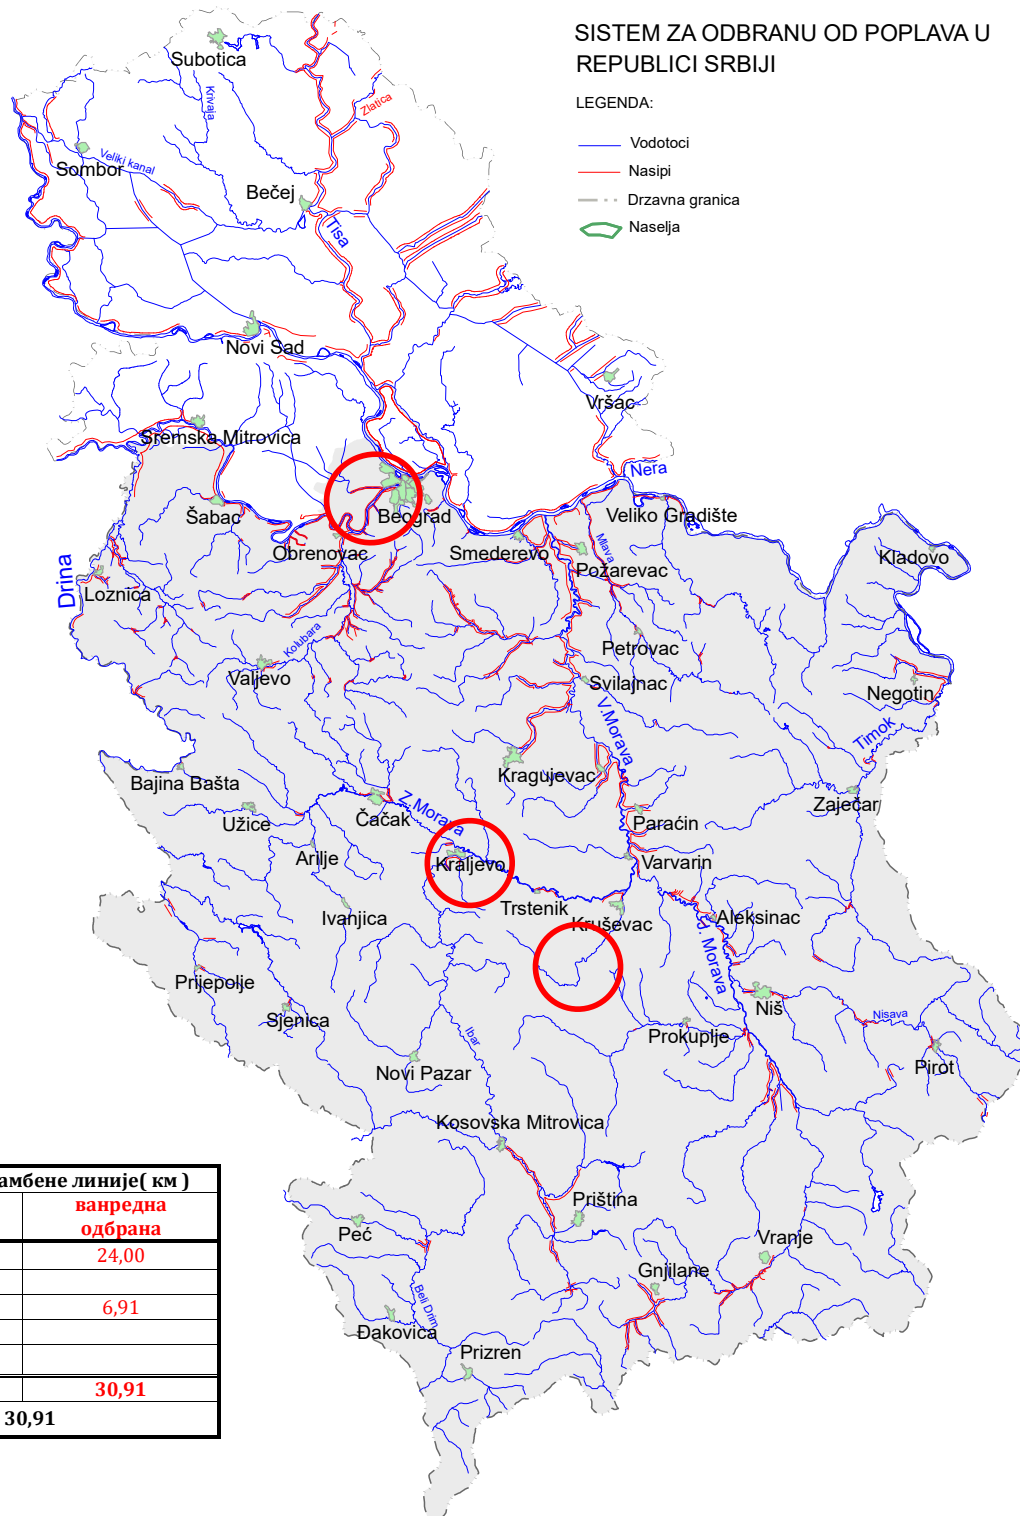 SISTEM ZA ODBRANU OD POPLAVA U
REPUBLICI SRBIJI
LEGENDA:
Vodotoci
Nasipi
Drzavna granica
Naselja
Subotica
Krivaja
Zlatica
Sombor
Veliki kanal
Bečej
Tisa
Novi Sad
Vršac
Sremska Mitrovica
Nera
Šabac
Beograd
Veliko Gradište
Obrenovac
Smederevo
Kladovo
Drina
Mlava
Požarevac
Loznica
Kolubara
Petrovac
Valjevo
Svilajnac
Negotin
V.Morava
Timok
Kragujevac
Bajina Bašta
Užice
Čačak
Z.Morava
Paraćin
Zaječar
Arilje
Kraljevo
Varvarin
Trstenik
Ivanjica
Kruševac
Aleksinac
J. Morava
Prijepolje
Sjenica
Niš
Nisava
Ibar
Prokuplje
Pirot
Novi Pazar
Kosovska Mitrovica
Priština
Peć
Vranje
Gnjilane
Beli Drim
Đakovica
Prizren
амбене линије( км )
ванредна
одбрана
24,00
6,91
30,91
30,91